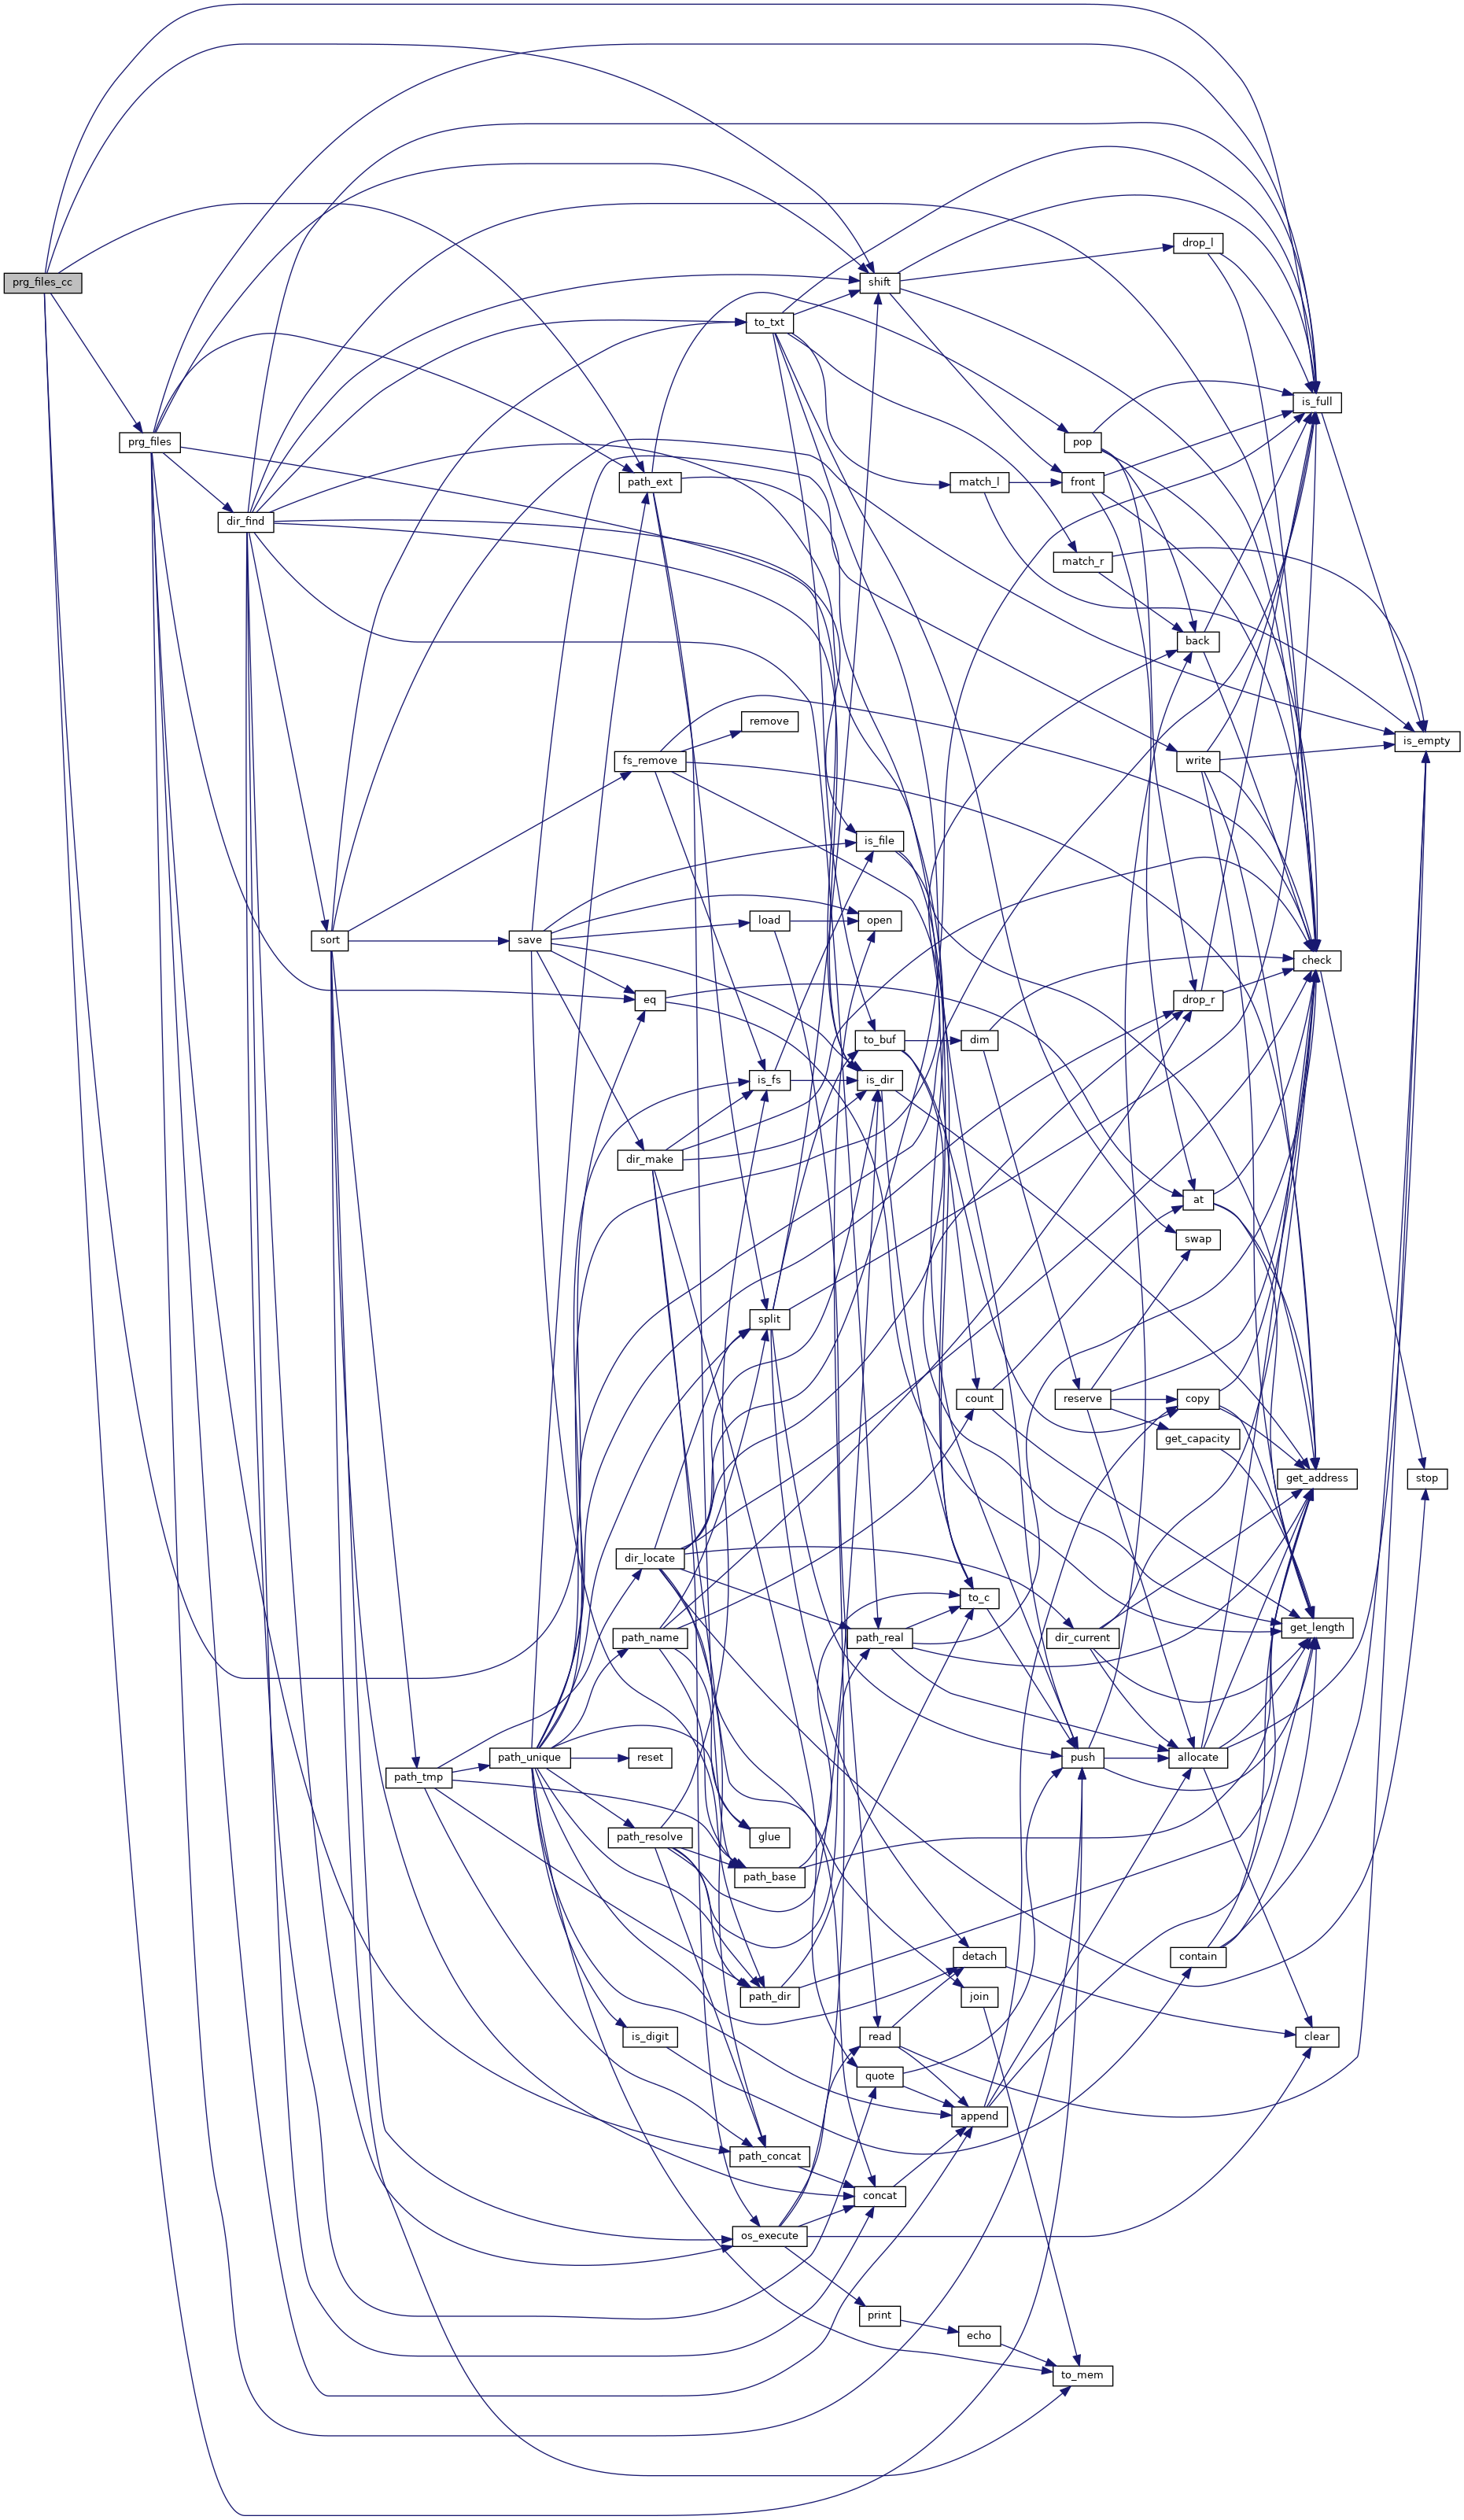 prg_files_cc
prg_files
dir_find
sort
path_tmp
save
path_unique
path_ext
fs_remove
eq
dir_make
dir_locate
path_name
reset
path_resolve
is_digit
to_txt
remove
load
is_fs
split
glue
path_base
path_dir
path_concat
os_execute
shift
is_file
open
to_buf
is_dir
path_real
read
quote
concat
print
match_l
dim
count
to_c
detach
join
append
echo
pop
front
match_r
reserve
dir_current
push
to_mem
drop_l
back
write
drop_r
at
swap
copy
get_capacity
allocate
contain
is_full
check
get_address
get_length
clear
is_empty
stop